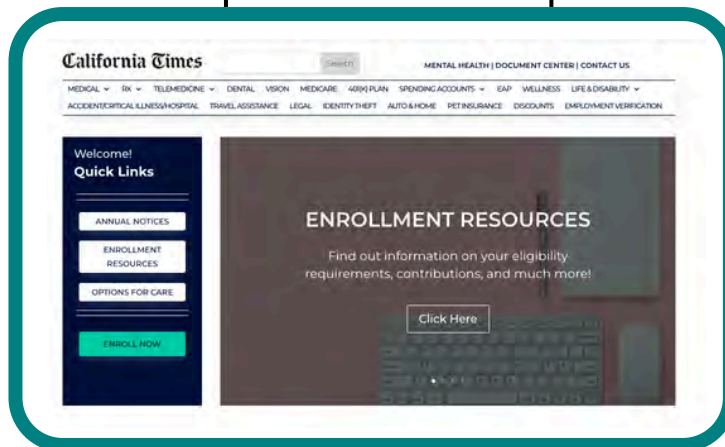 California Times
Search
MENTAL HEALTH | DOCUMENT CENTER | CONTACT US
MEDICAL RX TELEMEDICINE DENTAL VISION MEDICARE 401(K) PLAN SPENDING ACCOUNTS EAP WELLNESS LIFE & DISABILITY
ACCIDENT/CRITICAL ILLNESS/HOSPITAL TRAVEL ASSISTANCE LEGAL IDENTITY THEFT AUTO & HOME PET INSURANCE DISCOUNTS EMPLOYMENT VERIFICATION
Welcome!
Quick Links
ANNUAL NOTICES
ENROLLMENT
RESOURCES
OPTIONS FOR CARE
ENROLL NOW
ENROLLMENT RESOURCES
Find out information on your eligibility
requirements, contributions, and much more!
Click Here